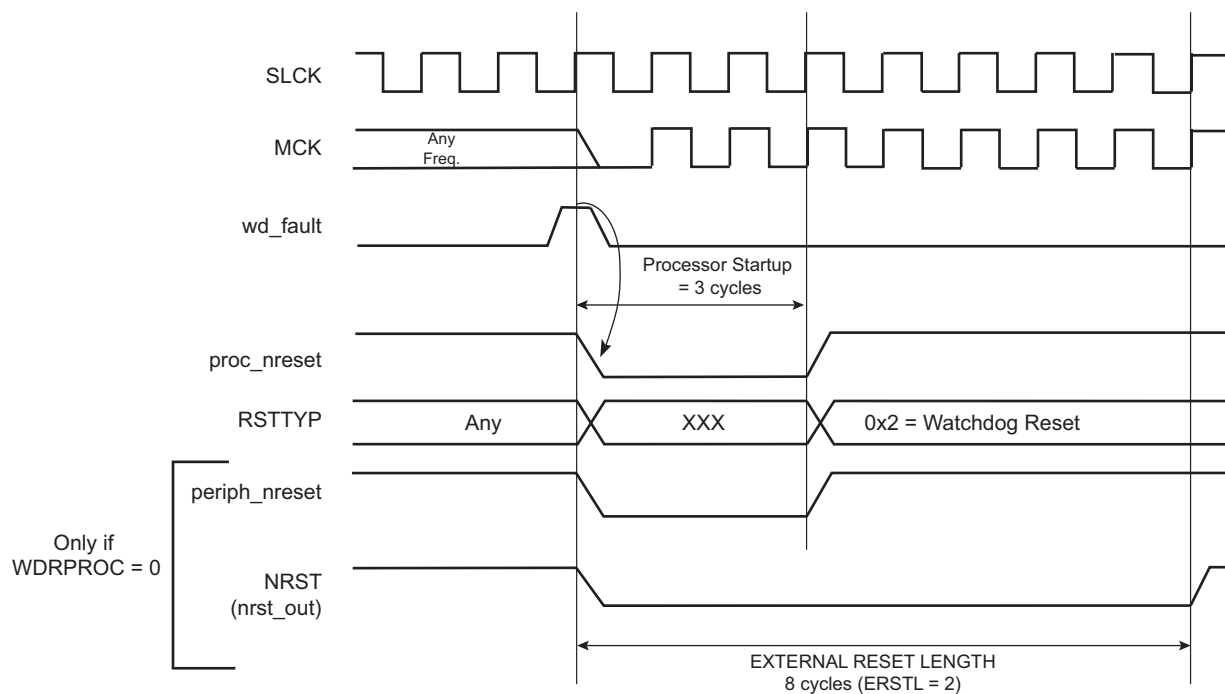 SLCK
MCK
Any
Freq.
wd_fault
Processor Startup
= 3 cycles
proc_nreset
RSTTYP
Any
XXX
0x2 = Watchdog Reset
Only if
WDRPROC = 0
periph_nreset
NRST
(nrst_out)
EXTERNAL RESET LENGTH
8 cycles (ERSTL = 2)